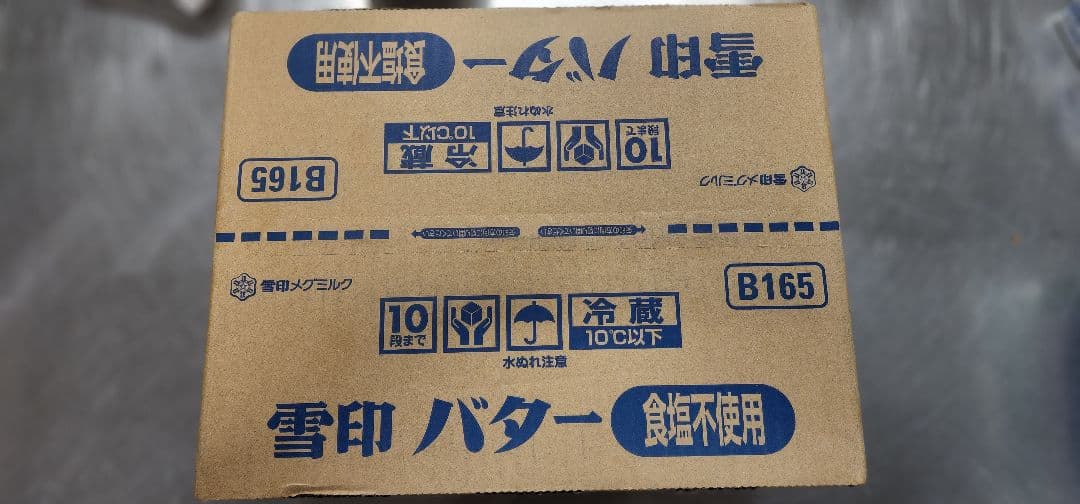 雪印 バター 食塩不使用
水ぬれ注意
冷蔵
10℃以下
10
段まで
B165
雪印メグミルク
雪印メグミルク
B165
10
段まで
冷蔵
10℃以下
水ぬれ注意
雪印 バター 食塩不使用